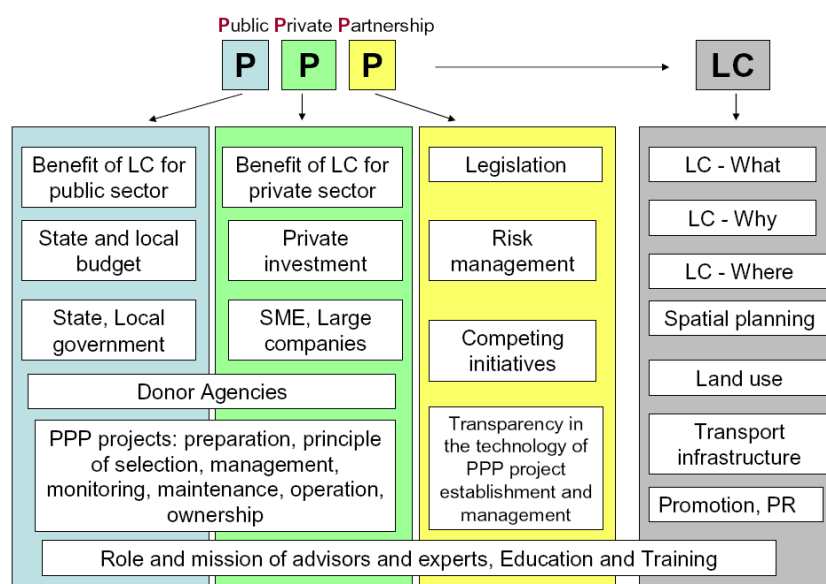 Public Private Partnership
P P P LC
Benefit of LC for
public sector
State and local
budget
State, Local
government
Benefit of LC for
private sector
Private
investment
SME, Large
companies
Donor Agencies
PPP projects: preparation, principle
of selection, management,
monitoring, maintenance, operation,
ownership
Legislation
Risk
management
Competing
initiatives
Transparency in
the technology of
PPP project
establishment and
management
LC - What
LC - Why
LC - Where
Spatial planning
Land use
Transport
infrastructure
Promotion, PR
Role and mission of advisors and experts, Education and Training